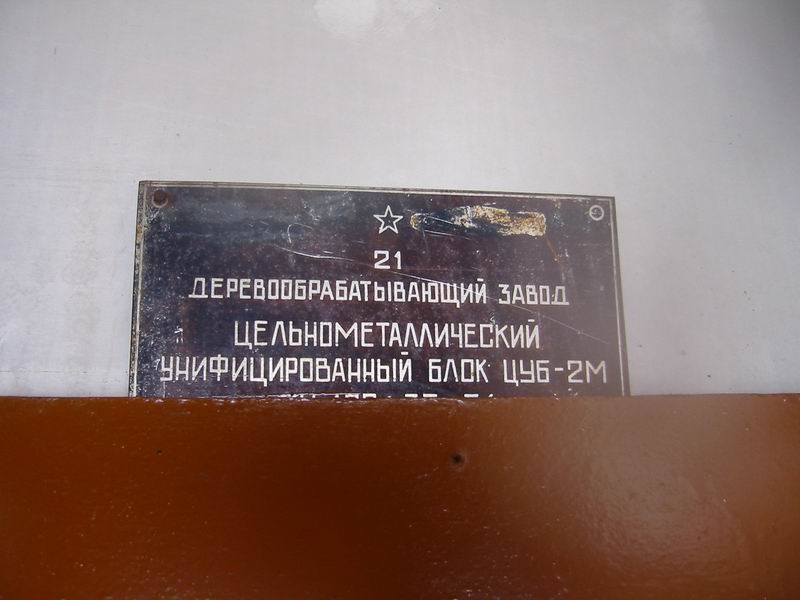 21
ДЕРЕВООБРАБАТЫВАЮЩИЙ ЗАВОД
ЦЕЛЬНОМЕТАЛЛИЧЕСКИЙ
УНИФИЦИРОВАННЫЙ БЛОК ЦУБ-2М